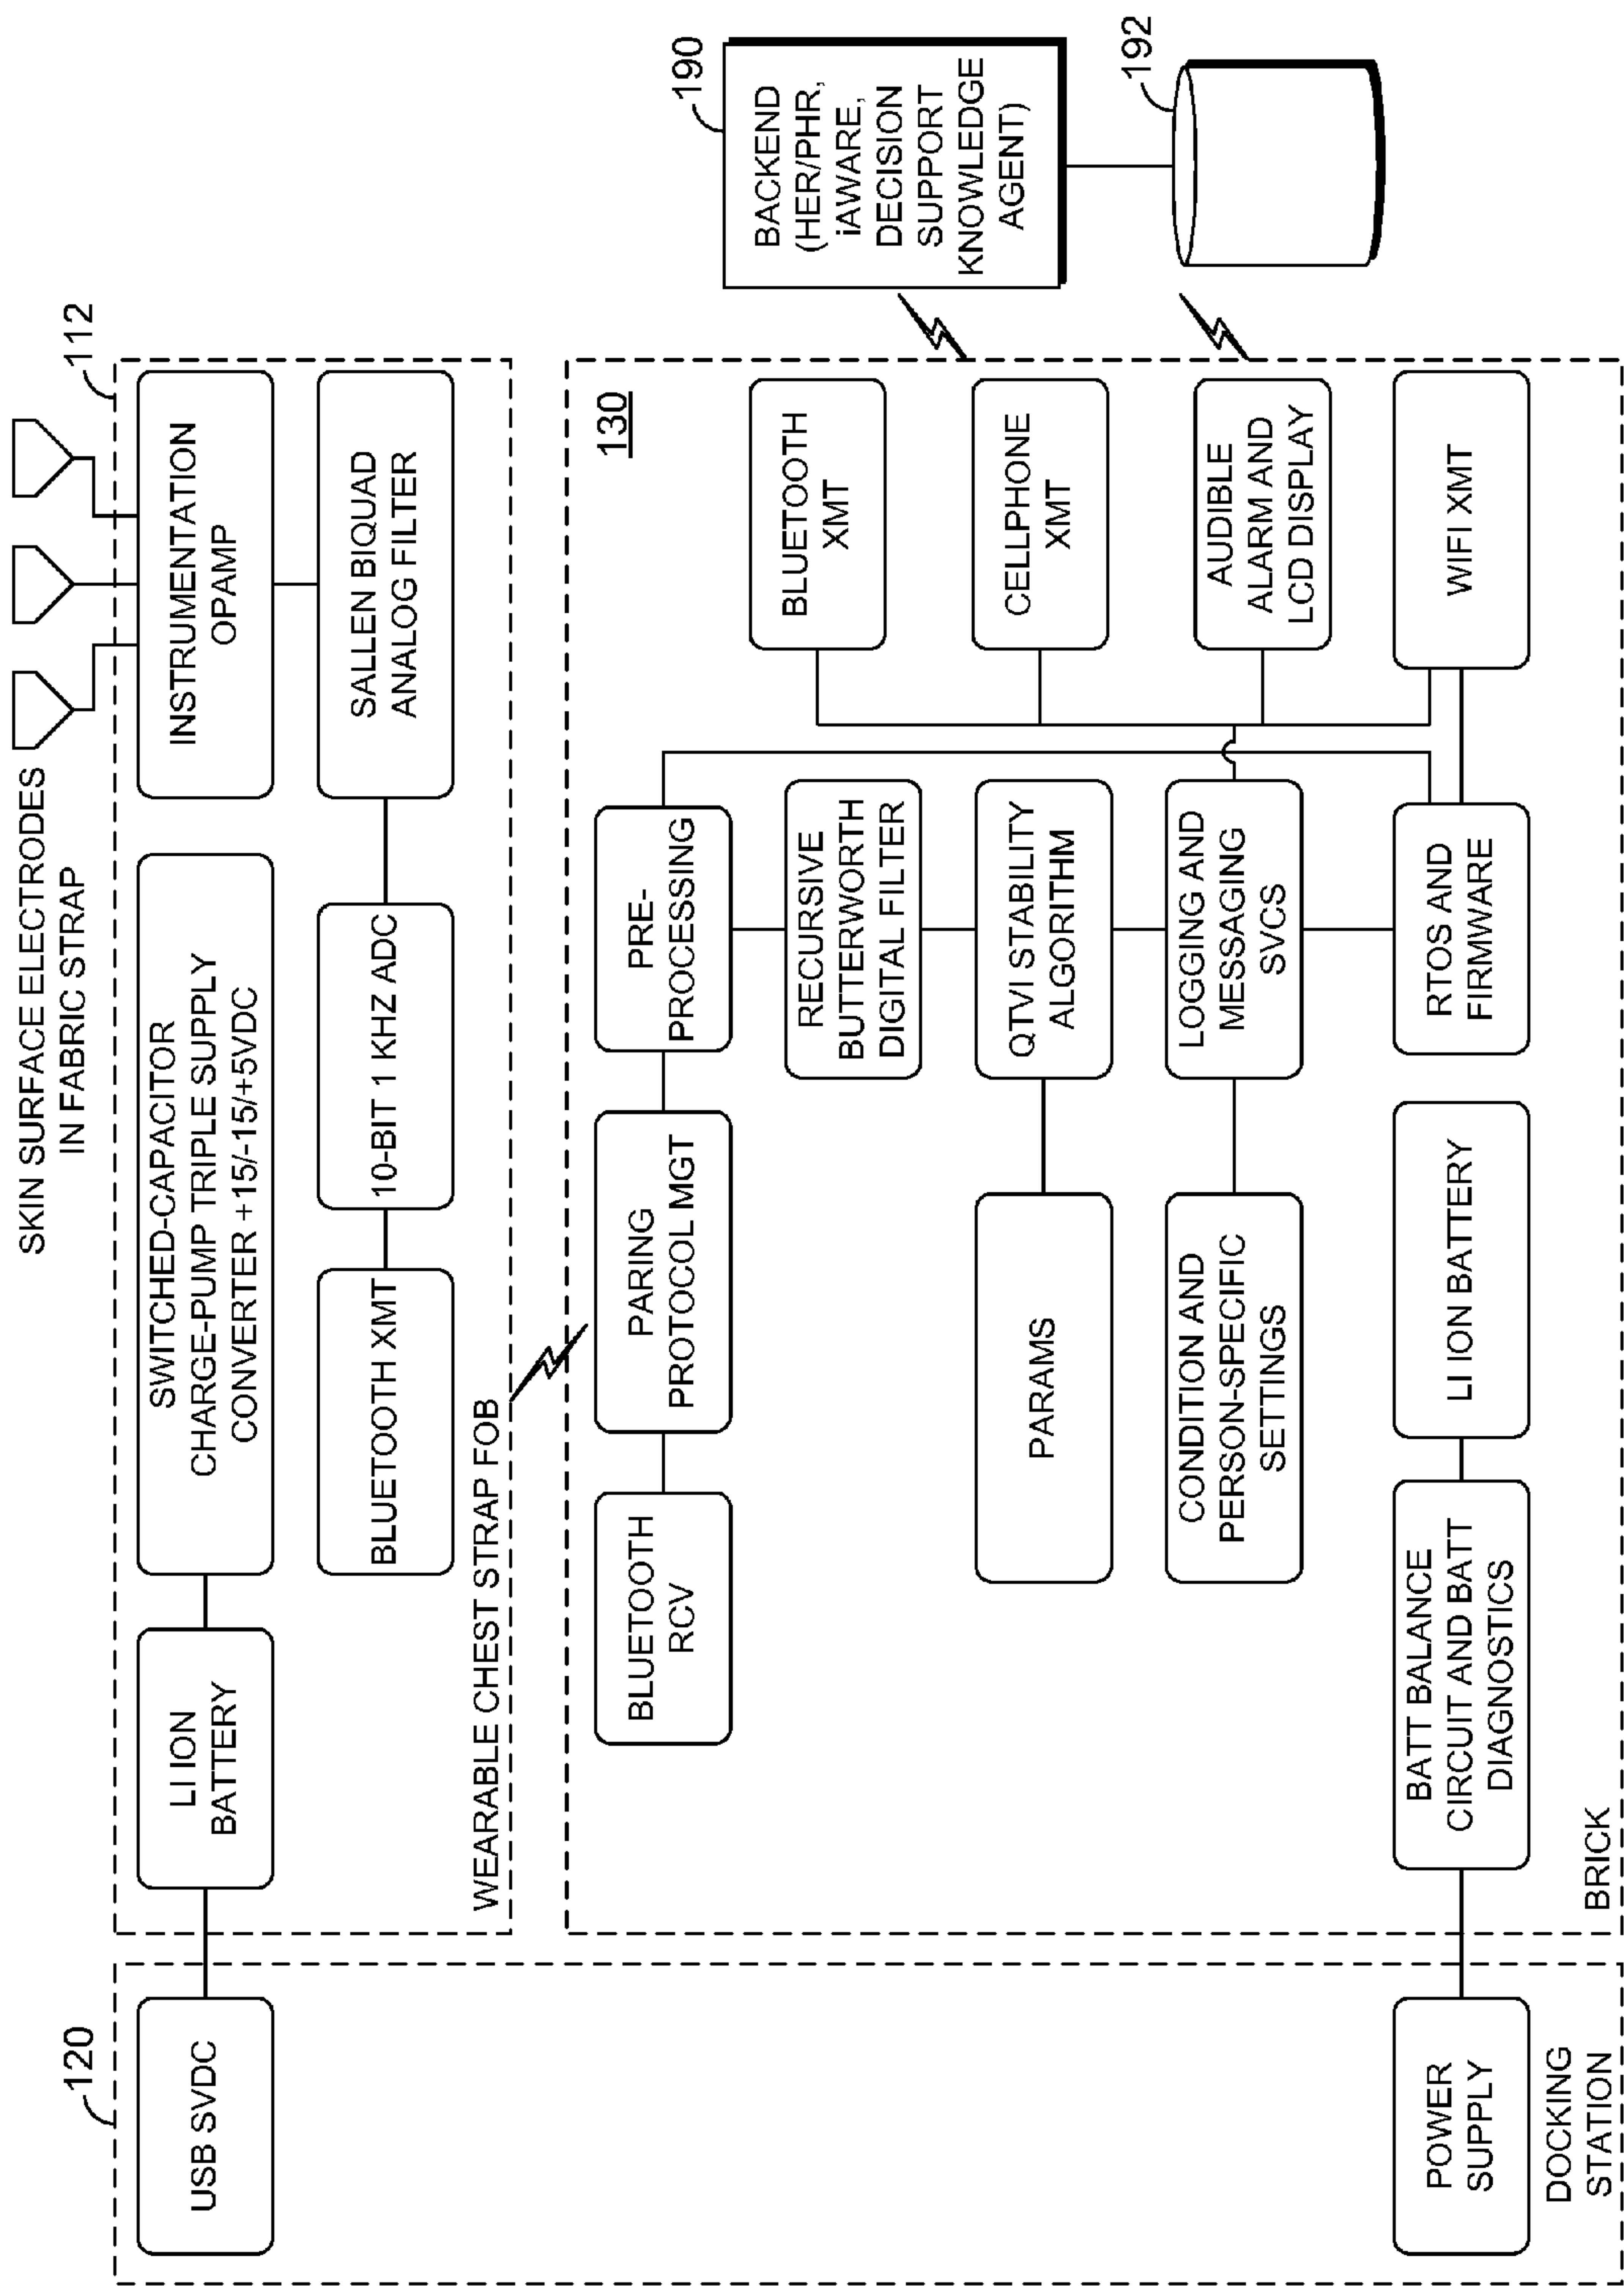 SKIN SURFACE ELECTRODES
IN FABRIC STRAP
120
112
USB SVDC
LI ION
BATTERY
SWITCHED-CAPACITOR
CHARGE-PUMP TRIPLE SUPPLY
CONVERTER +15/-15/+5VDC
INSTRUMENTATION
OPAMP
BLUETOOTH XMT
10-BIT 1 KHZ ADC
SALLEN BIQUAD
ANALOG FILTER
WEARABLE CHEST STRAP FOB
130
BLUETOOTH
RCV
PARING
PROTOCOL MGT
PRE-
PROCESSING
RECURSIVE
BUTTERWORTH
DIGITAL FILTER
BLUETOOTH
XMT
PARAMS
QTVI STABILITY
ALGORITHM
CELLPHONE
XMT
CONDITION AND
PERSON-SPECIFIC
SETTINGS
LOGGING AND
MESSAGING
SVCS
AUDIBLE
ALARM AND
LCD DISPLAY
POWER
SUPPLY
BATT BALANCE
CIRCUIT AND BATT
DIAGNOSTICS
LI ION BATTERY
RTOS AND
FIRMWARE
WIFI XMT
DOCKING
STATION
BRICK
190
BACKEND
(HER/PHR,
iAWARE,
DECISION
SUPPORT
KNOWLEDGE
AGENT)
192